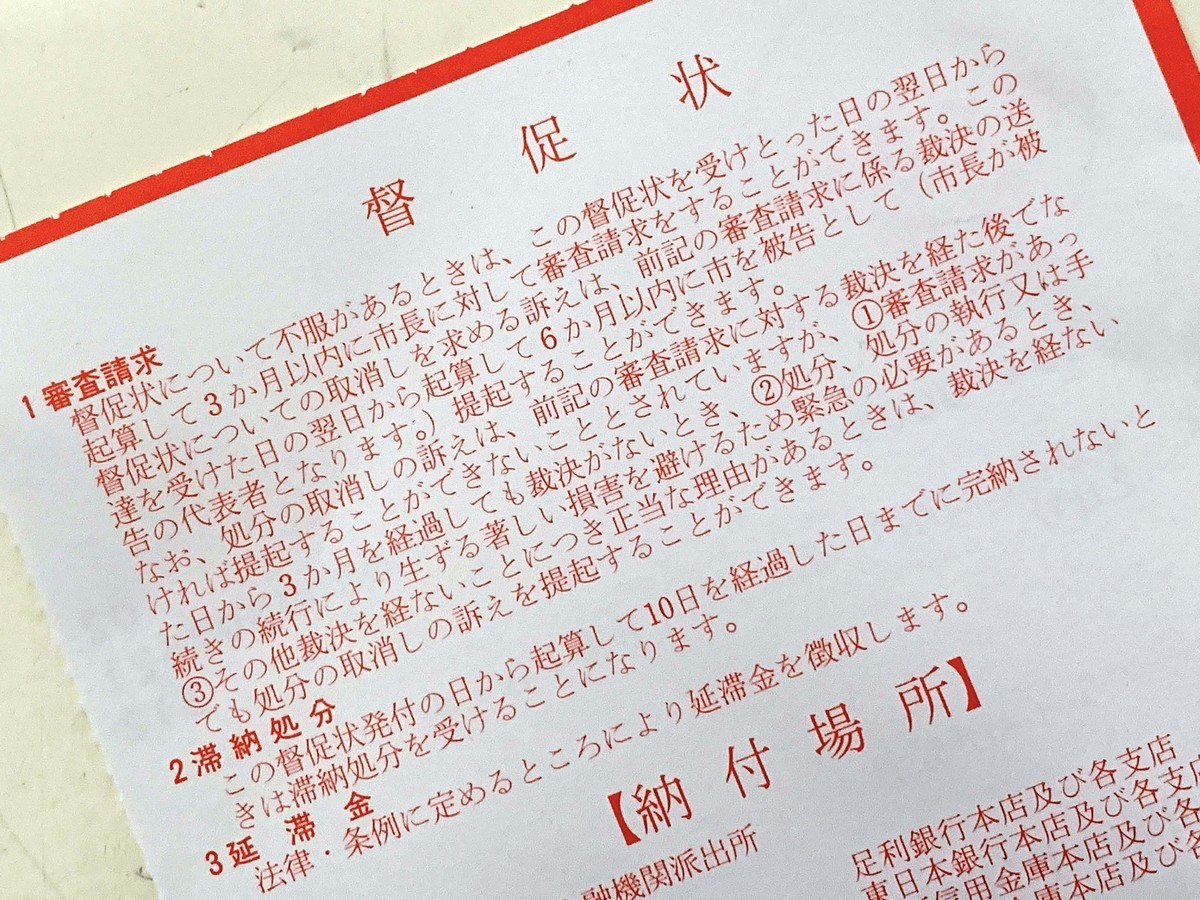 督促状
1 審査請求
督促状について不服があるときは、この督促状を受けとった日の翌日から
起算して3か月以内に市長に対して審査請求をすることができます。この
督促状についての取消しを求める訴えは、前記の審査請求に係る裁決の送
達を受けた日の翌日から起算して6か月以内に市を被告として(市長が被
告の代表者となります。)提起することができます。
なお、処分の取消しの訴えは、前記の審査請求に対する裁決を経た後でな
ければ提起することができないこととされていますが、①審査請求があっ
た日から3か月を経過しても裁決がないとき、②処分、処分の執行又は手
続きの続行により生ずる著しい損害を避けるため緊急の必要があるとき、
③その他裁決を経ないことにつき正当な理由があるときは、裁決を経ない
でも処分の取消しの訴えを提起することができます。
2 滞納処分
この督促状発付の日から起算して10日を経過した日までに完納されないと
きは滞納処分を受けることになります。
3 延滞金
法律・条例に定めるところにより延滞金を徴収します。
【納付場所】
融機関派出所
足利銀行本店及び各支店
東日本銀行本店及び各支店
信用金庫本店及び各
金庫本店及び各